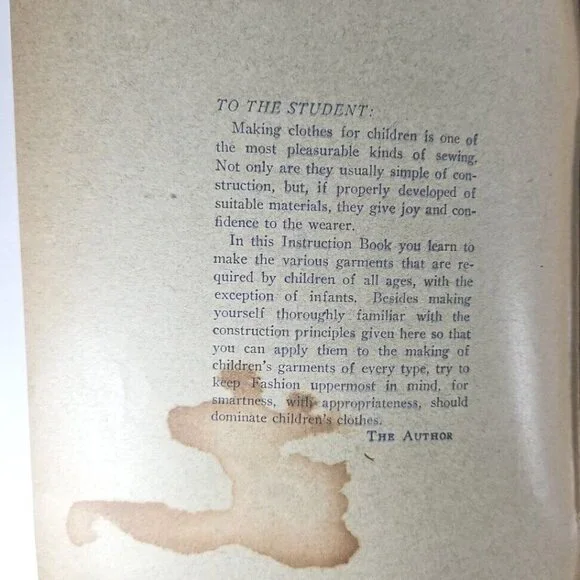 TO THE STUDENT:
Making clothes for children is one of
the most pleasurable kinds of sewing.
Not only are they usually simple of con-
struction, but, if properly developed of
suitable materials, they give joy and con-
fidence to the wearer.
In this Instruction Book you learn to
make the various garments that are re-
quired by children of all ages, with the
exception of infants. Besides making
yourself thoroughly familiar with the
construction principles given here so that
you can apply them to the making of
children's garments of every type, try to
keep Fashion uppermost in mind, for
smartness, with appropriateness, should
dominate children's clothes.
THE AUTHOR